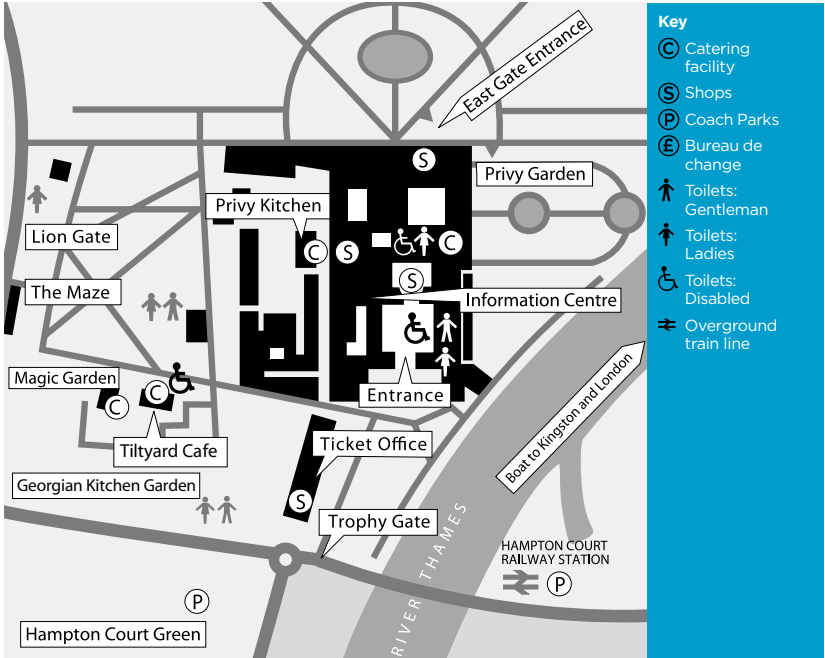 East Gate Entrance
S
Privy Garden
Privy Kitchen
C
S
C
Lion Gate
S
The Maze
Information Centre
Magic Garden
C
C
Entrance
Boat to Kingston and London
Tiltyard Cafe
Ticket Office
Georgian Kitchen Garden
S
Trophy Gate
RIVER THAMES
HAMPTON COURT
RAILWAY STATION
P
P
Hampton Court Green
Key
C Catering
facility
S Shops
P Coach Parks
£ Bureau de
change
Toilets:
Gentleman
Toilets:
Ladies
Toilets:
Disabled
Overground
train line